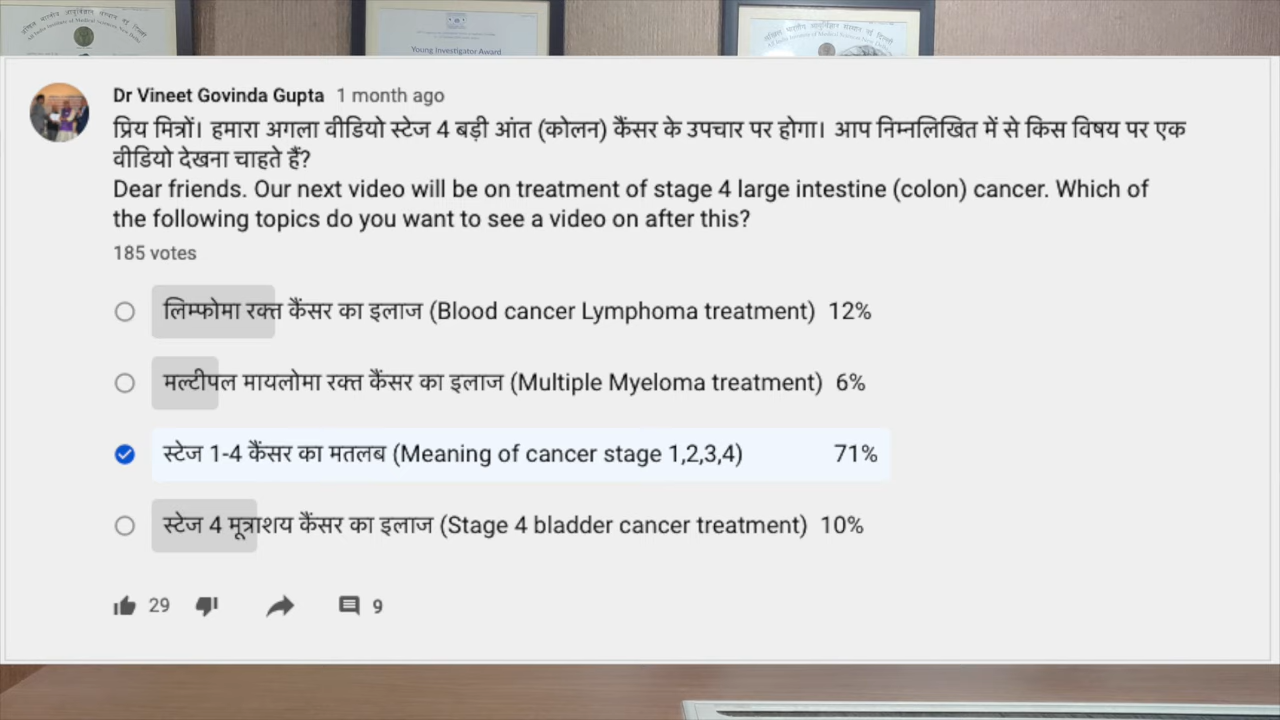 Young Investigator Award
Dr Vineet Govinda Gupta 1 month ago
प्रिय मित्रों। हमारा अगला वीडियो स्टेज 4 बड़ी आंत (कोलन) कैंसर के उपचार पर होगा। आप निम्नलिखित में से किस विषय पर एक
वीडियो देखना चाहते हैं?
Dear friends. Our next video will be on treatment of stage 4 large intestine (colon) cancer. Which of
the following topics do you want to see a video on after this?
185 votes
लिम्फोमा रक्त कैंसर का इलाज (Blood cancer Lymphoma treatment) 12%
मल्टीपल मायलोमा रक्त कैंसर का इलाज (Multiple Myeloma treatment) 6%
स्टेज 1-4 कैंसर का मतलब (Meaning of cancer stage 1,2,3,4) 71%
स्टेज 4 मूत्राशय कैंसर का इलाज (Stage 4 bladder cancer treatment) 10%
29 9